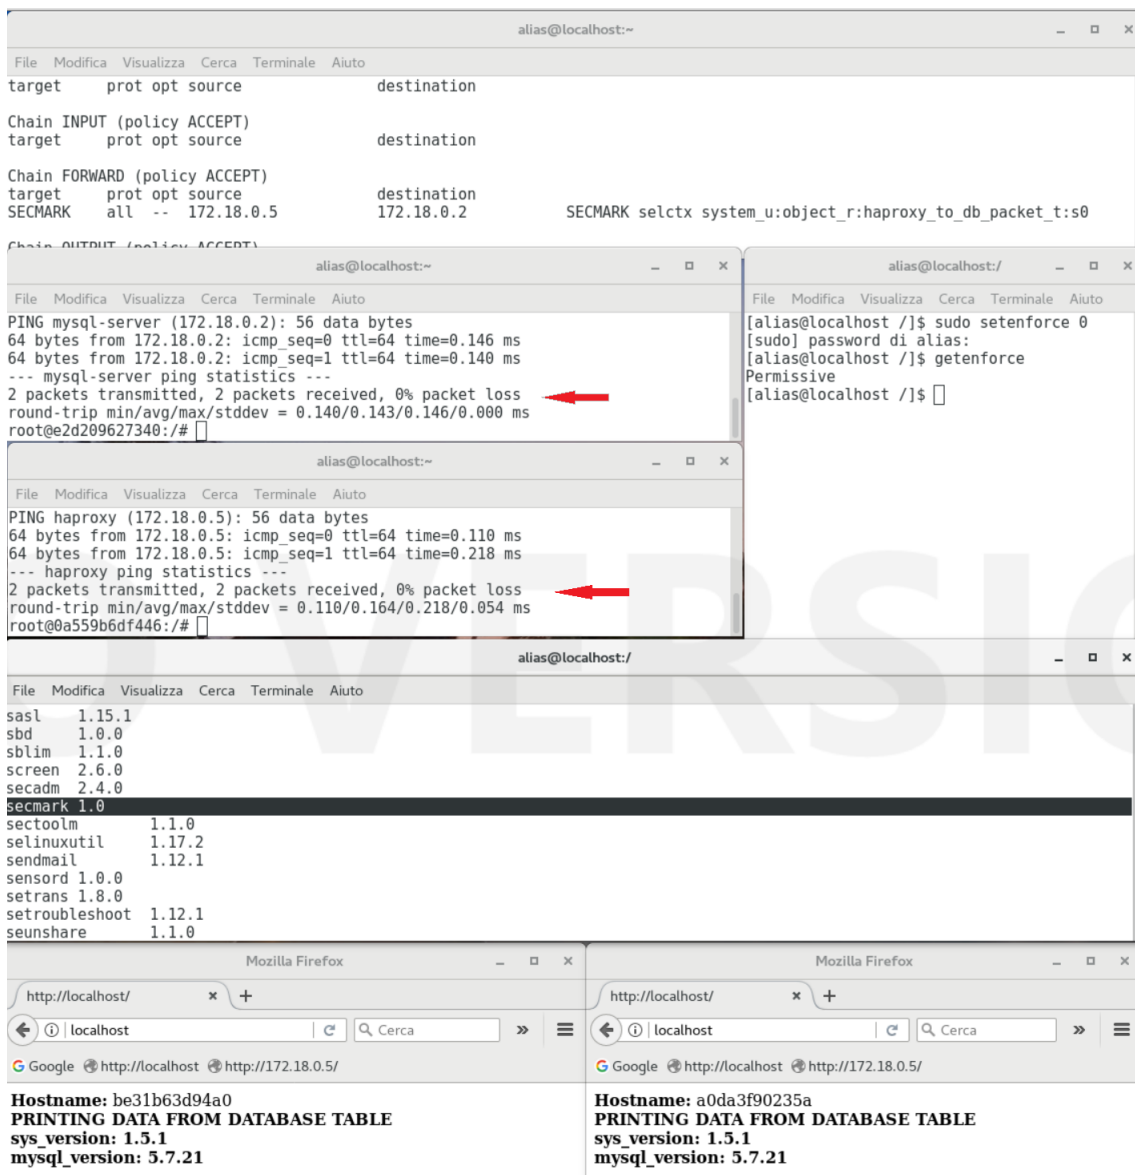 alias@localhost:~
File Modifica Visualizza Cerca Terminale Aiuto
target prot opt source destination
Chain INPUT (policy ACCEPT)
target prot opt source destination
Chain FORWARD (policy ACCEPT)
target prot opt source destination
SECMARK all -- 172.18.0.5 172.18.0.2 SECMARK selctx system_u:object_r:haproxy_to_db_packet_t:s0
Chain OUTPUT (policy ACCEPT)
alias@localhost:~
File Modifica Visualizza Cerca Terminale Aiuto
PING mysql-server (172.18.0.2): 56 data bytes
64 bytes from 172.18.0.2: icmp_seq=0 ttl=64 time=0.146 ms
64 bytes from 172.18.0.2: icmp_seq=1 ttl=64 time=0.140 ms
--- mysql-server ping statistics ---
2 packets transmitted, 2 packets received, 0% packet loss
round-trip min/avg/max/stddev = 0.140/0.143/0.146/0.000 ms
root@e2d209627340:/#
alias@localhost:/
File Modifica Visualizza Cerca Terminale Aiuto
[alias@localhost /]$ sudo setenforce 0
[sudo] password di alias:
[alias@localhost /]$ getenforce
Permissive
[alias@localhost /]$
alias@localhost:~
File Modifica Visualizza Cerca Terminale Aiuto
PING haproxy (172.18.0.5): 56 data bytes
64 bytes from 172.18.0.5: icmp_seq=0 ttl=64 time=0.110 ms
64 bytes from 172.18.0.5: icmp_seq=1 ttl=64 time=0.218 ms
--- haproxy ping statistics ---
2 packets transmitted, 2 packets received, 0% packet loss
round-trip min/avg/max/stddev = 0.110/0.164/0.218/0.054 ms
root@0a559b6df446:/#
alias@localhost:/
File Modifica Visualizza Cerca Terminale Aiuto
sasl 1.15.1
sbd 1.0.0
sblim 1.1.0
screen 2.6.0
secadm 2.4.0
secmark 1.0
sectoolm 1.1.0
selinuxutil 1.17.2
sendmail 1.12.1
sensord 1.0.0
setrans 1.8.0
setroubleshoot 1.12.1
seunshare 1.1.0
Mozilla Firefox
http://localhost/
localhost
Cerca
Google http://localhost http://172.18.0.5/
Hostname: be31b63d94a0
PRINTING DATA FROM DATABASE TABLE
sys_version: 1.5.1
mysql_version: 5.7.21
Mozilla Firefox
http://localhost/
localhost
Cerca
Google http://localhost http://172.18.0.5/
Hostname: a0da3f90235a
PRINTING DATA FROM DATABASE TABLE
sys_version: 1.5.1
mysql_version: 5.7.21